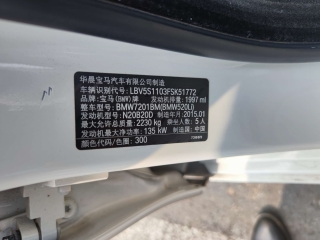 华晨宝马汽车有限公司制造
车辆识别代号: LBV5S1103FSK51772
品牌: 宝马(BMW)牌 发动机排量: 1997 ml
整车型号: BMW7201BM(BMW520Li)
发动机型号: N20B20D 制造年月: 2015.01
最大允许总质量: 2230 kg 乘坐人数: 5 人
发动机最大净功率: 135 kW 制造国: 中国
颜色/色圈: 300